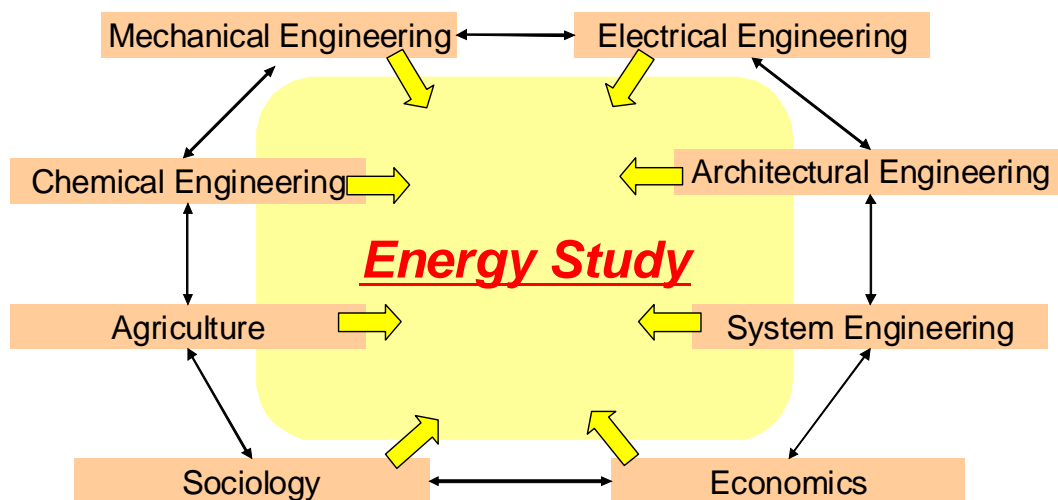 Mechanical Engineering
Electrical Engineering
Chemical Engineering
Architectural Engineering
Energy Study
Agriculture
System Engineering
Sociology
Economics